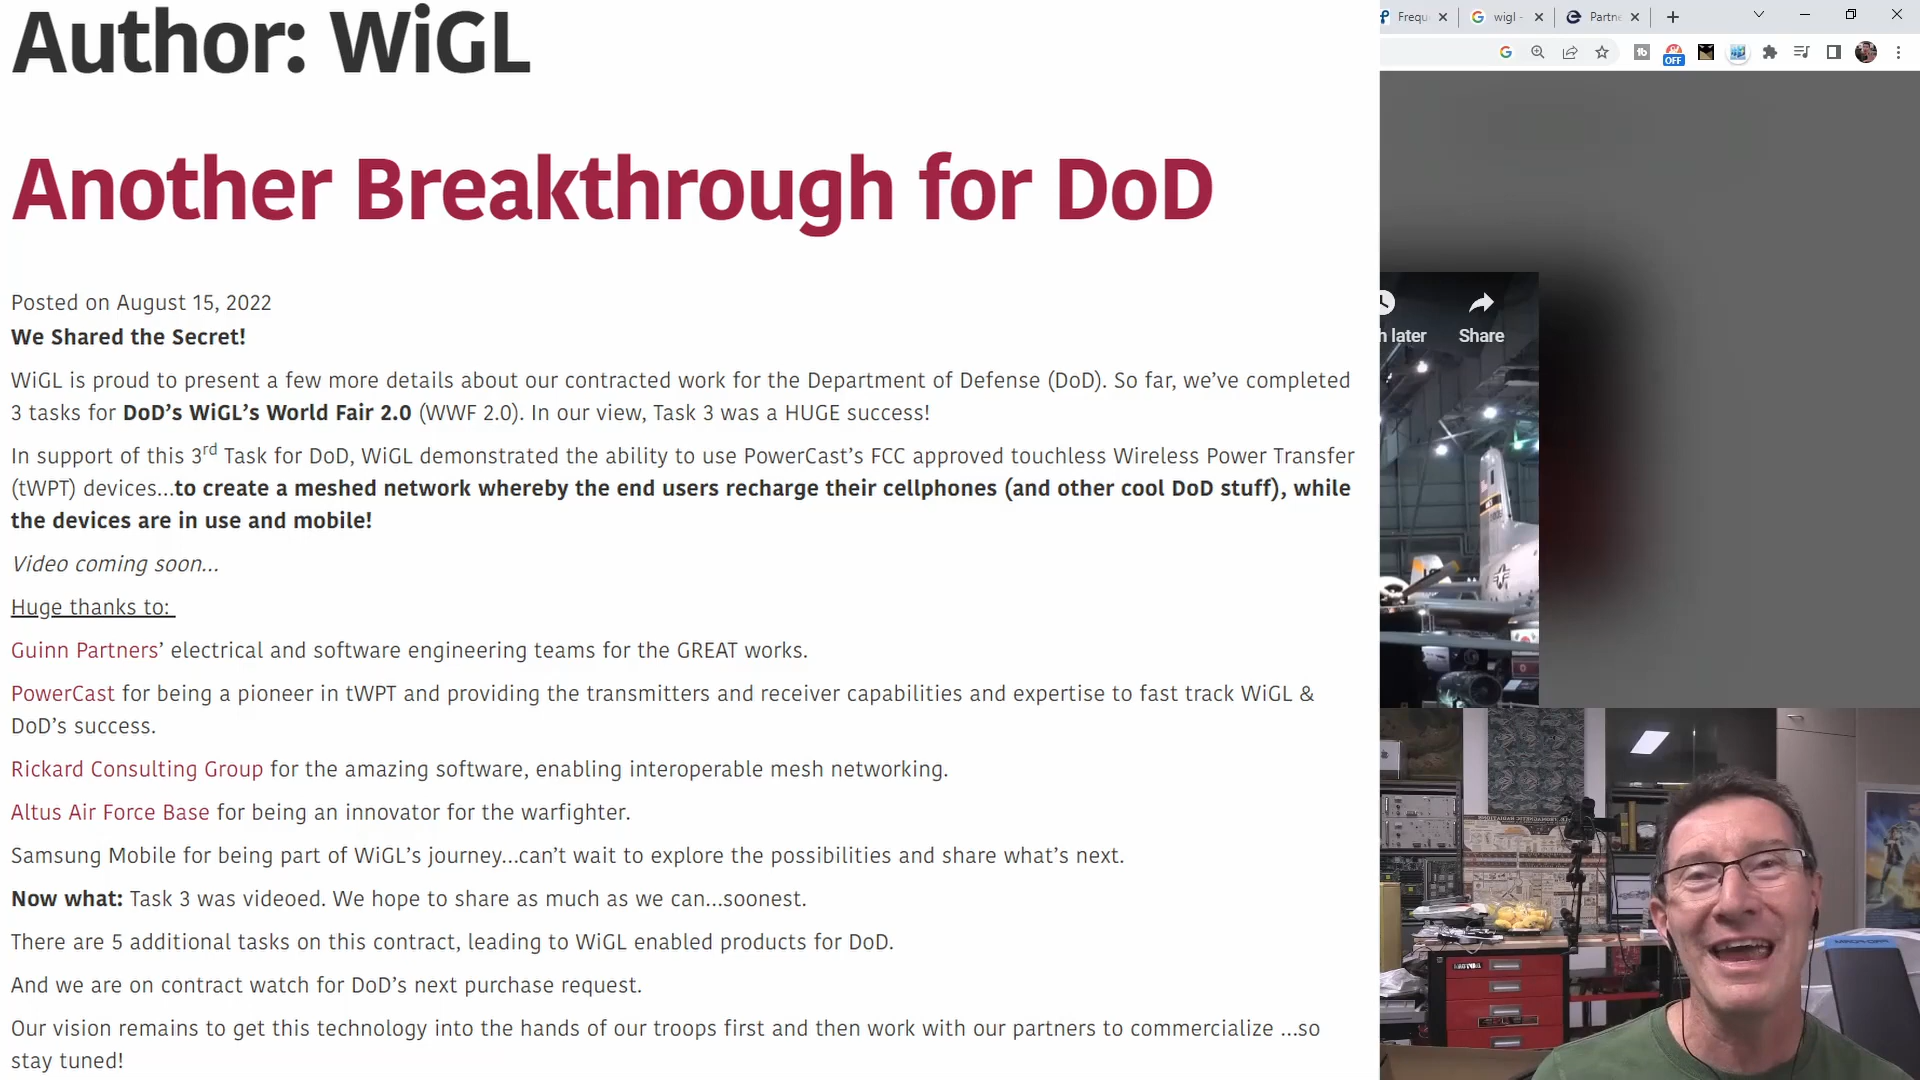 Author: WiGL
Another Breakthrough for DoD
Posted on August 15, 2022
We Shared the Secret!
WiGL is proud to present a few more details about our contracted work for the Department of Defense (DoD). So far, we’ve completed
3 tasks for DoD’s WiGL’s World Fair 2.0 (WWF 2.0). In our view, Task 3 was a HUGE success!
In support of this 3rd Task for DoD, WiGL demonstrated the ability to use PowerCast’s FCC approved touchless Wireless Power Transfer
(tWPT) devices…to create a meshed network whereby the end users recharge their cellphones (and other cool DoD stuff), while
the devices are in use and mobile!
Video coming soon…
Huge thanks to:
Guinn Partners’ electrical and software engineering teams for the GREAT works.
PowerCast for being a pioneer in tWPT and providing the transmitters and receiver capabilities and expertise to fast track WiGL &
DoD’s success.
Rickard Consulting Group for the amazing software, enabling interoperable mesh networking.
Altus Air Force Base for being an innovator for the warfighter.
Samsung Mobile for being part of WiGL’s journey…can’t wait to explore the possibilities and share what’s next.
Now what: Task 3 was videoed. We hope to share as much as we can…soonest.
There are 5 additional tasks on this contract, leading to WiGL enabled products for DoD.
And we are on contract watch for DoD’s next purchase request.
Our vision remains to get this technology into the hands of our troops first and then work with our partners to commercialize …so
stay tuned!
Frequ
wigl -
Partne
OFF
h later
Share